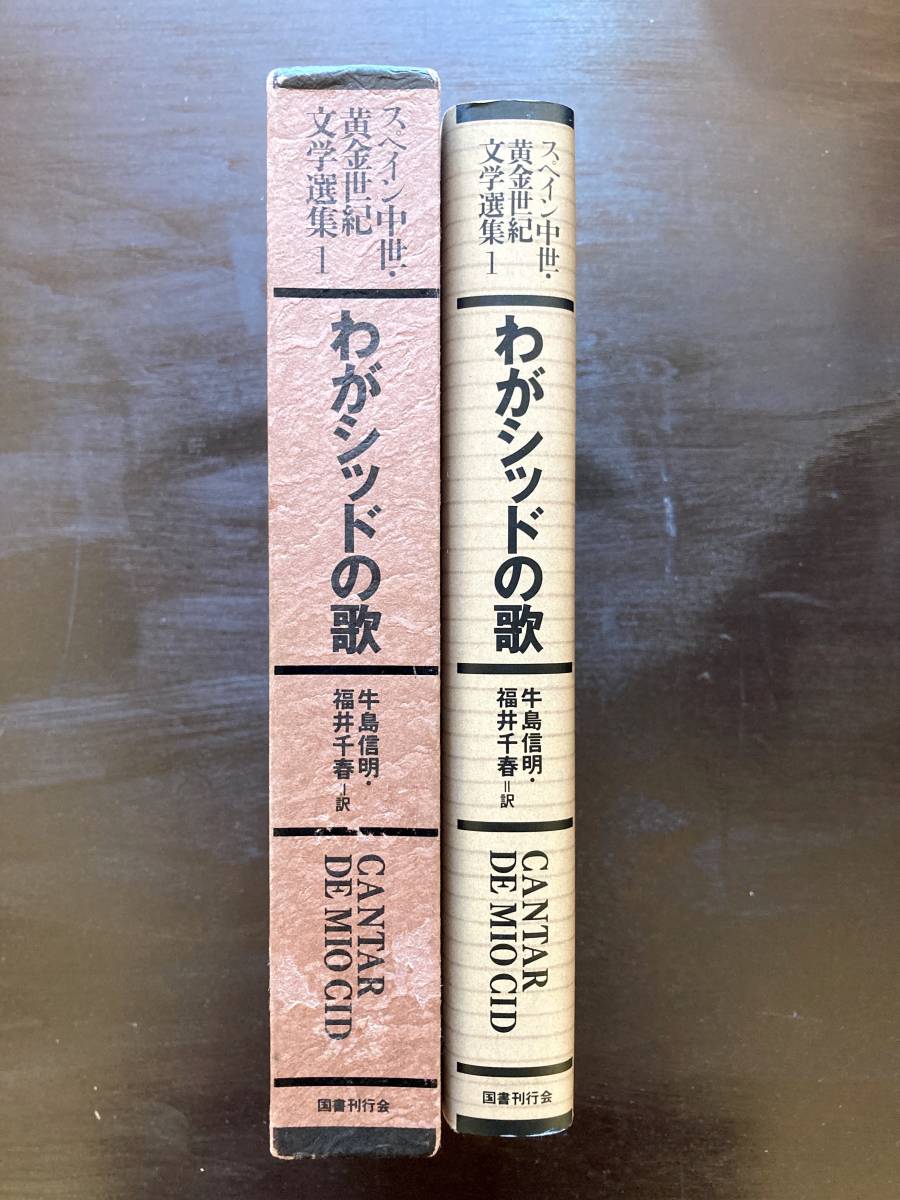 スペイン中世・
黄金世紀
文学選集1
わがシッドの歌
牛島信明・
福井千春=訳
CANTAR
DE MIO CID
国書刊行会
スペイン中世・
黄金世紀
文学選集1
わがシッドの歌
牛島信明・
福井千春=訳
CANTAR
DE MIO CID
国書刊行会